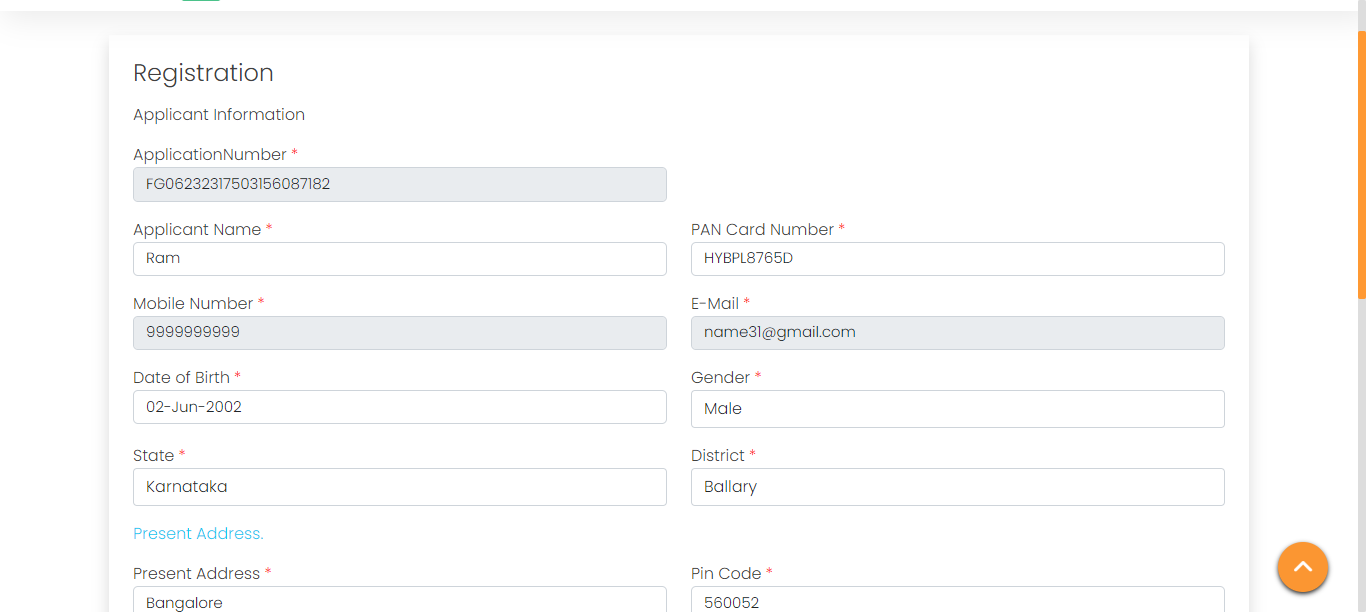 Registration
Applicant Information
ApplicationNumber *
FG06232317503156087182
Applicant Name * PAN Card Number *
Ram HYBPL8765D
Mobile Number * E-Mail *
9999999999 name31@gmail.com
Date of Birth * Gender *
02-Jun-2002 Male
State * District *
Karnataka Ballary
Present Address.
Present Address * Pin Code *
Bangalore 560052